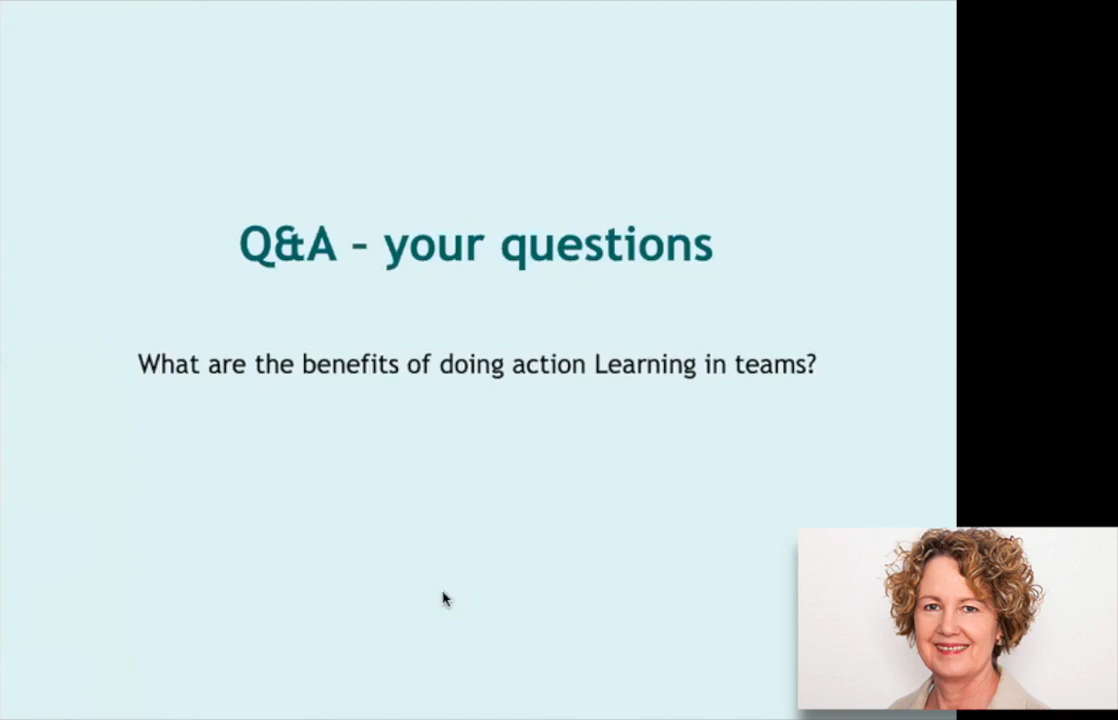 Q&A – your questions
What are the benefits of doing action Learning in teams?